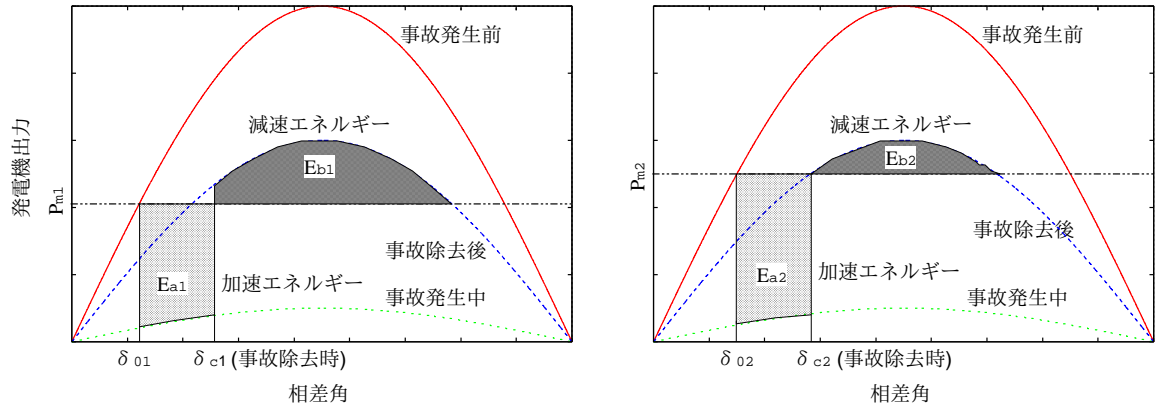 事故発生前
減速エネルギー
Eb1
発電機出力
Pm1
事故除去後
Ea1
加速エネルギー
事故発生中
δ01
δc1(事故除去時)
相差角
事故発生前
減速エネルギー
Eb2
Pm2
事故除去後
Ea2
加速エネルギー
事故発生中
δ02
δc2(事故除去時)
相差角